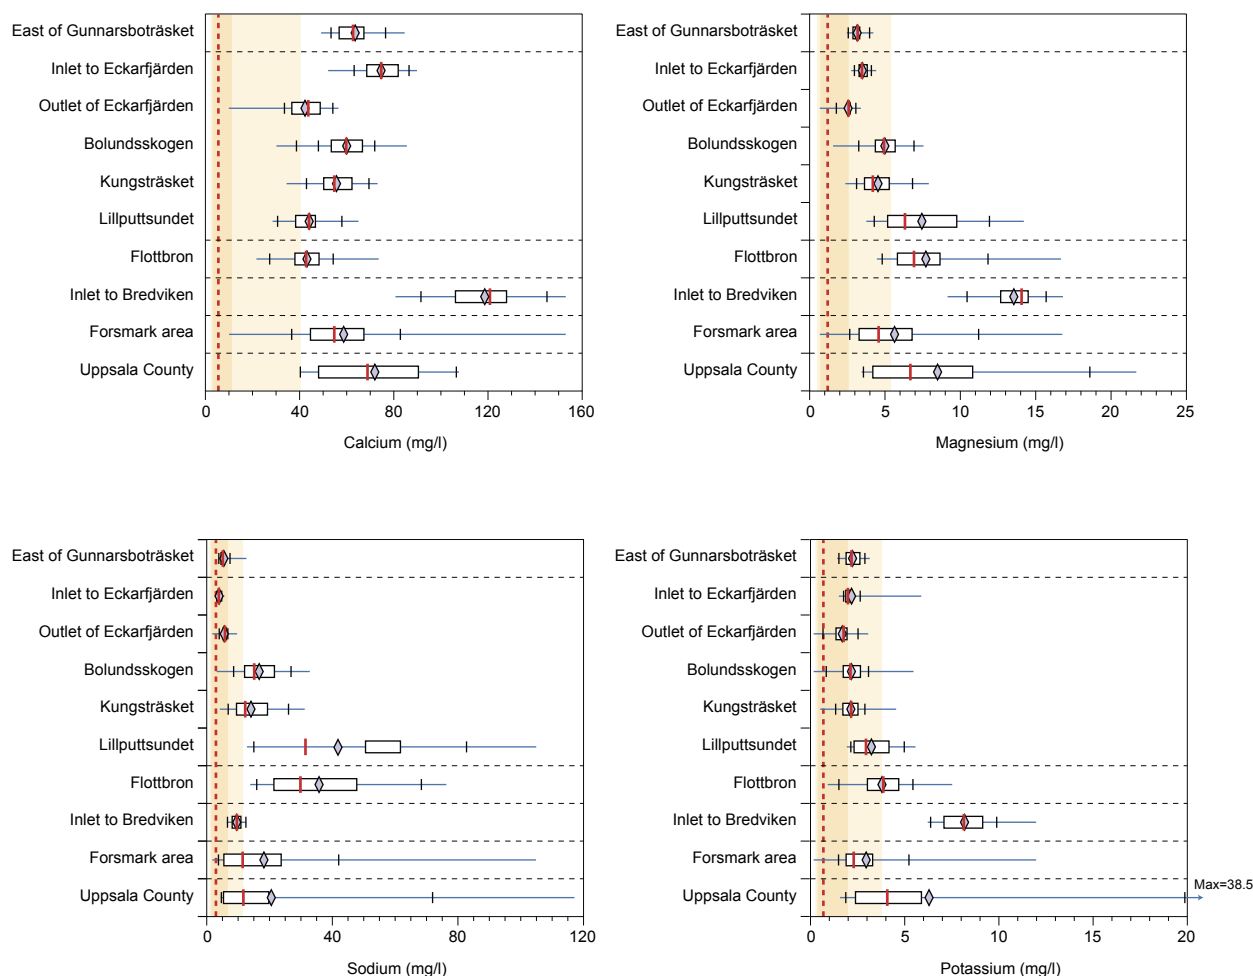 East of Gunnarsboträsket
Inlet to Eckarfjärden
Outlet of Eckarfjärden
Bolundsskogen
Kungsträsket
Lillputtsundet
Flottbron
Inlet to Bredviken
Forsmark area
Uppsala County
0 40 80 120 160
Calcium (mg/l)
East of Gunnarsboträsket
Inlet to Eckarfjärden
Outlet of Eckarfjärden
Bolundsskogen
Kungsträsket
Lillputtsundet
Flottbron
Inlet to Bredviken
Forsmark area
Uppsala County
0 5 10 15 20 25
Magnesium (mg/l)
East of Gunnarsboträsket
Inlet to Eckarfjärden
Outlet of Eckarfjärden
Bolundsskogen
Kungsträsket
Lillputtsundet
Flottbron
Inlet to Bredviken
Forsmark area
Uppsala County
0 40 80 120
Sodium (mg/l)
East of Gunnarsboträsket
Inlet to Eckarfjärden
Outlet of Eckarfjärden
Bolundsskogen
Kungsträsket
Lillputtsundet
Flottbron
Inlet to Bredviken
Forsmark area
Uppsala County
Max=38.5
0 5 10 15 20
Potassium (mg/l)